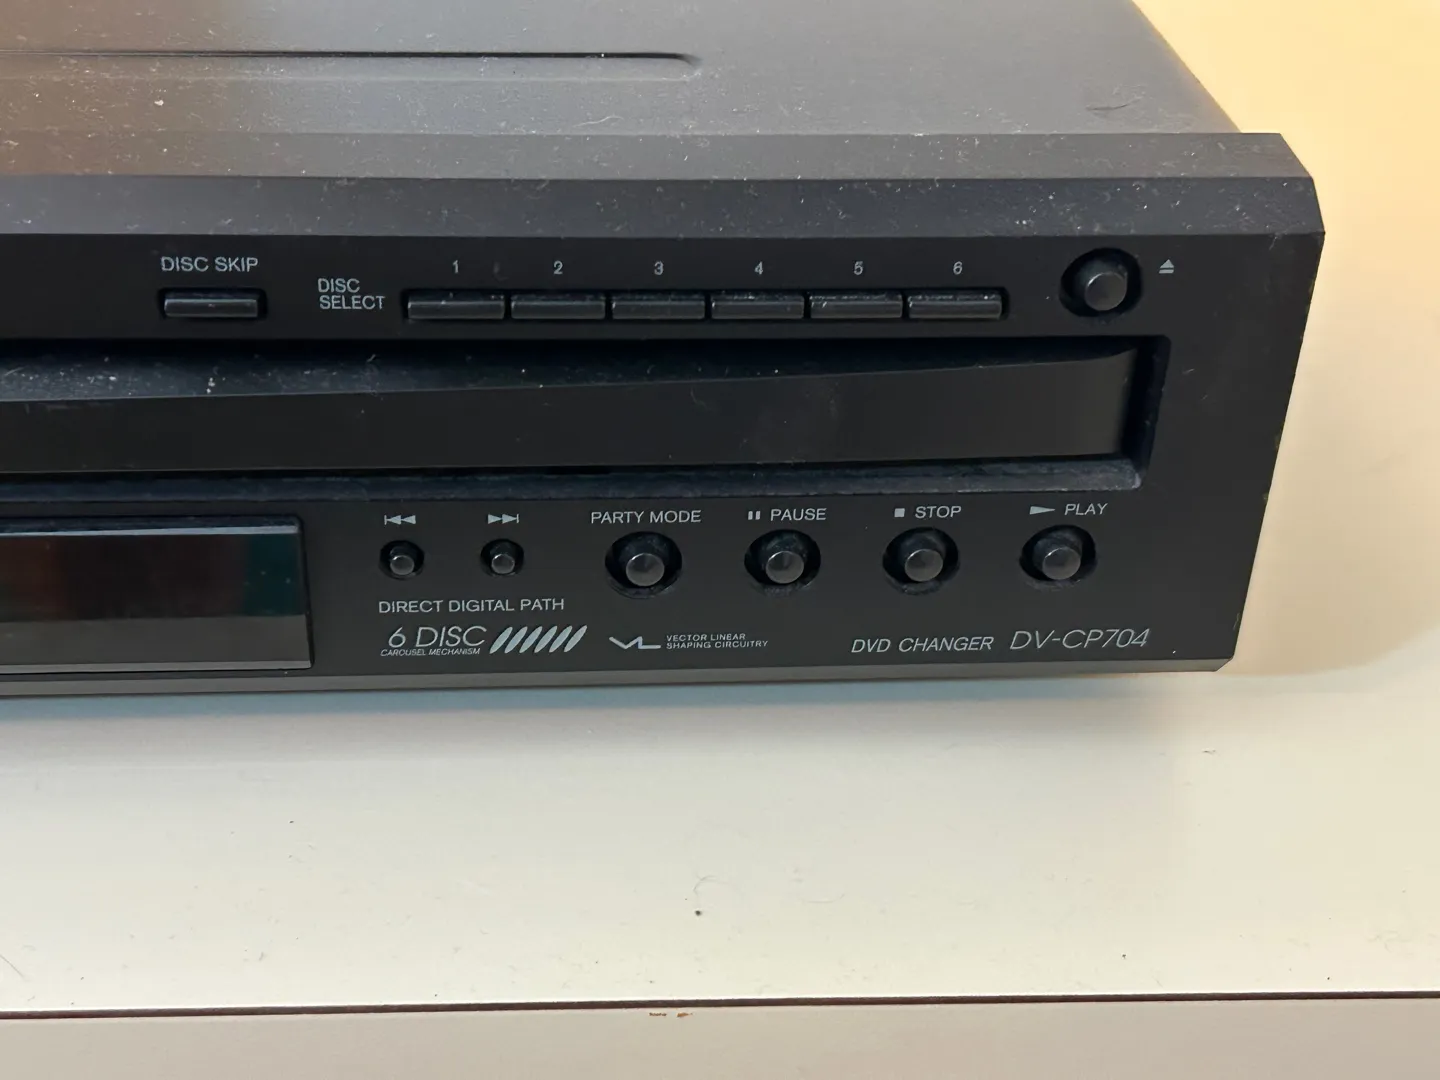 DISC SKIP
DISC
SELECT
1 2 3 4 5 6
PARTY MODE
PAUSE
STOP
PLAY
DIRECT DIGITAL PATH
6 DISC
CAROUSEL MECHANISM
VL
VECTOR LINEAR
SHAPING CIRCUITRY
DVD CHANGER DV-CP704